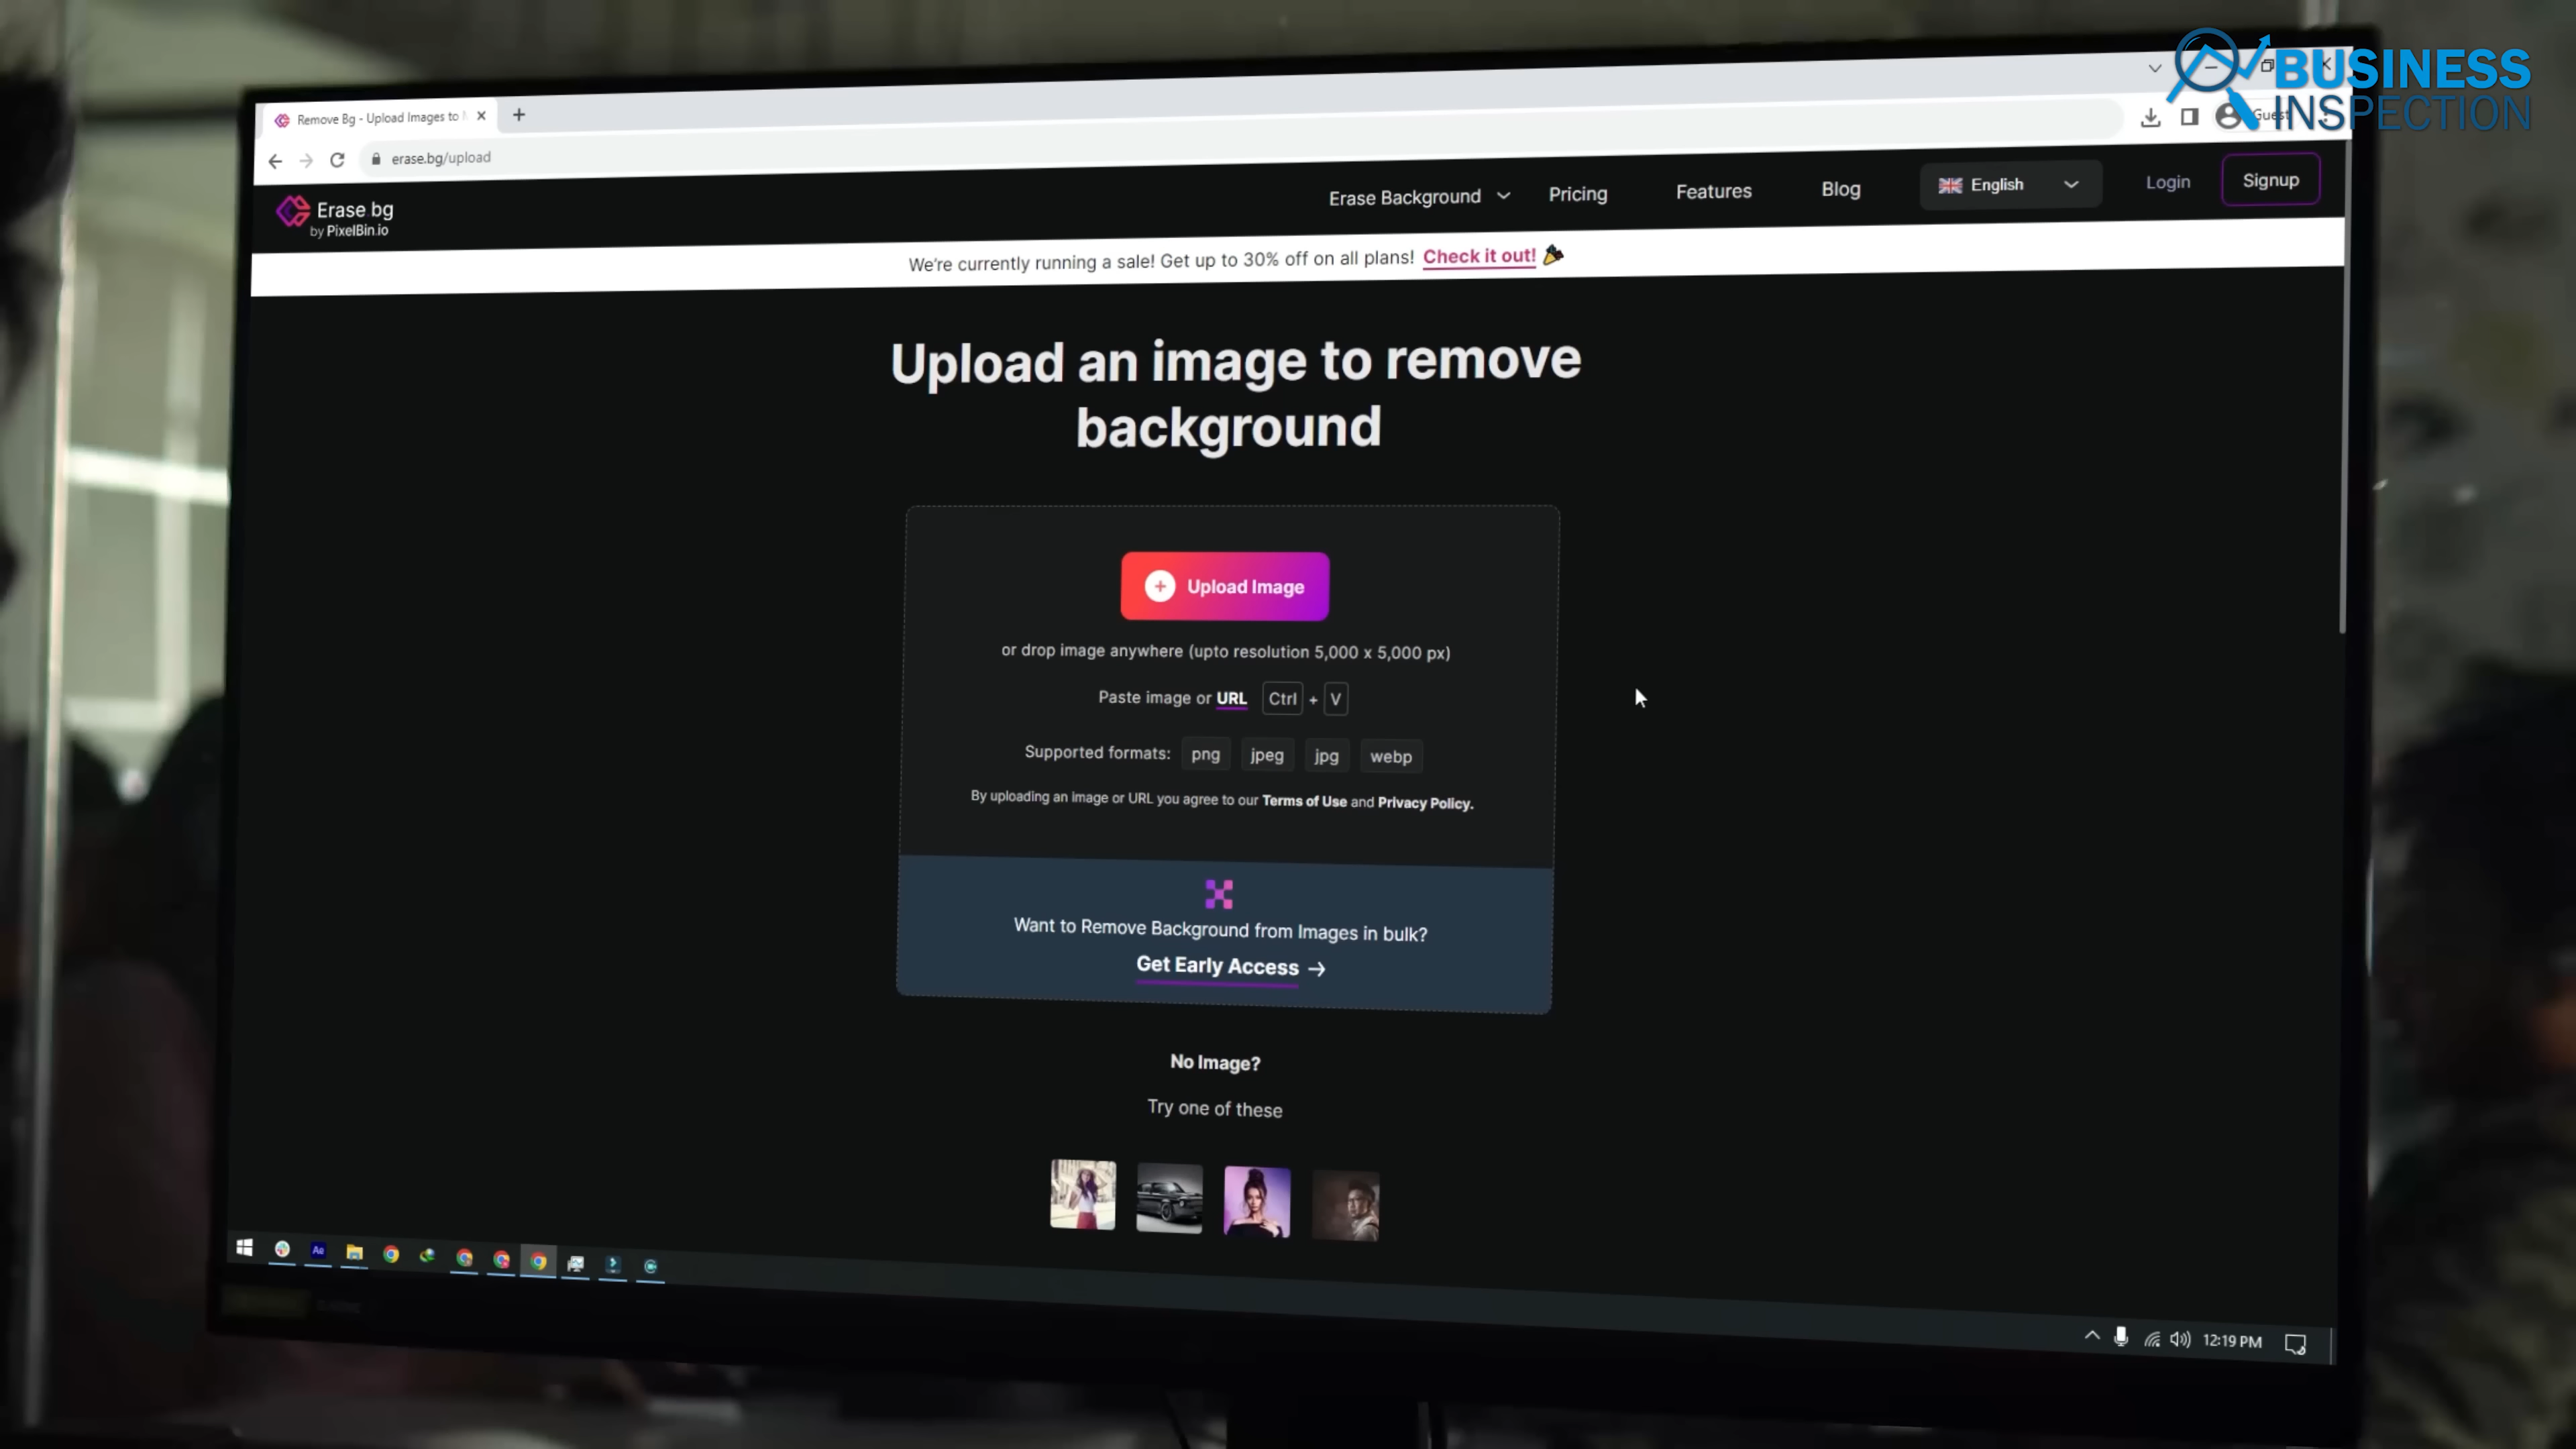 BUSINESS
INSPECTION
Remove Bg - Upload Images to
Guest
erase.bg/upload
Erase bg
by PixelBin.io
Erase Background
Pricing
Features
Blog
English
Login
Signup
We're currently running a sale! Get up to 30% off on all plans! Check it out!
Upload an image to remove
background
Upload Image
or drop image anywhere (upto resolution 5,000 x 5,000 px)
Paste image or URL Ctrl + V
Supported formats: png jpeg jpg webp
By uploading an image or URL you agree to our Terms of Use and Privacy Policy.
Want to Remove Background from Images in bulk?
Get Early Access →
No Image?
Try one of these
Ae
12:19 PM